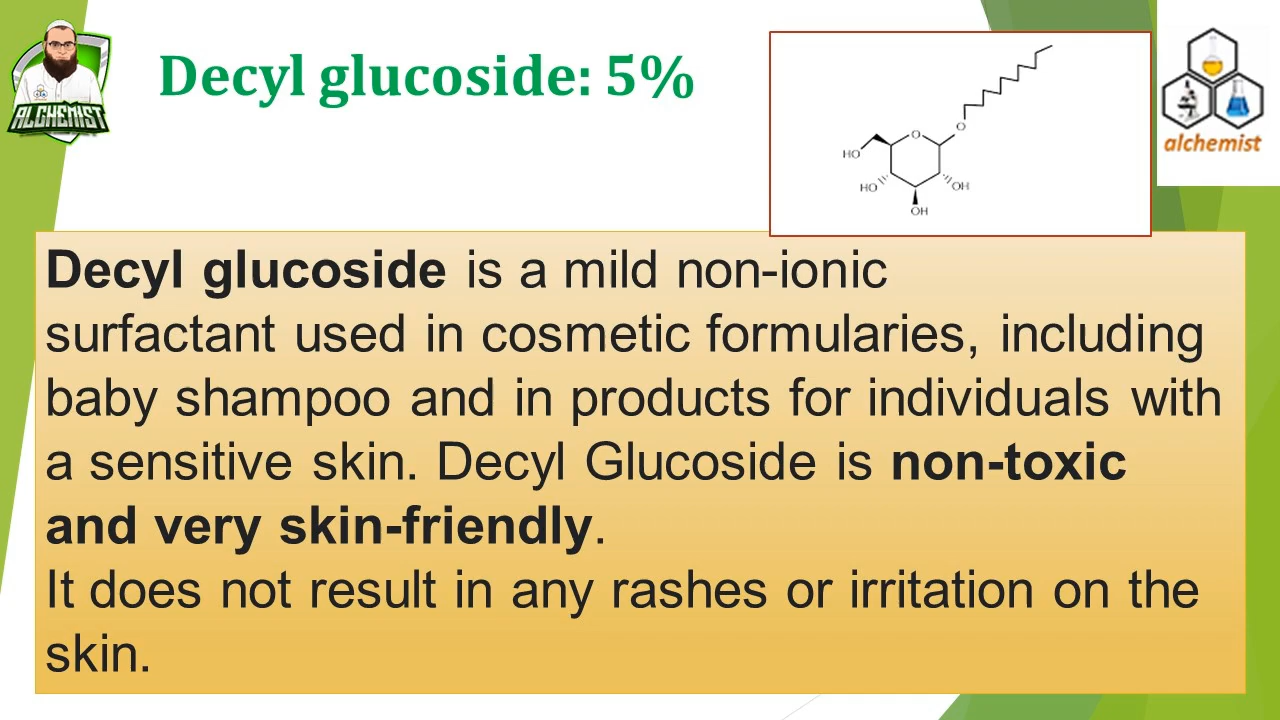 ALCHEMIST
Decyl glucoside: 5%
O
O
HO
HO
OH
OH
alchemist
Decyl glucoside is a mild non-ionic
surfactant used in cosmetic formularies, including
baby shampoo and in products for individuals with
a sensitive skin. Decyl Glucoside is non-toxic
and very skin-friendly.
It does not result in any rashes or irritation on the
skin.